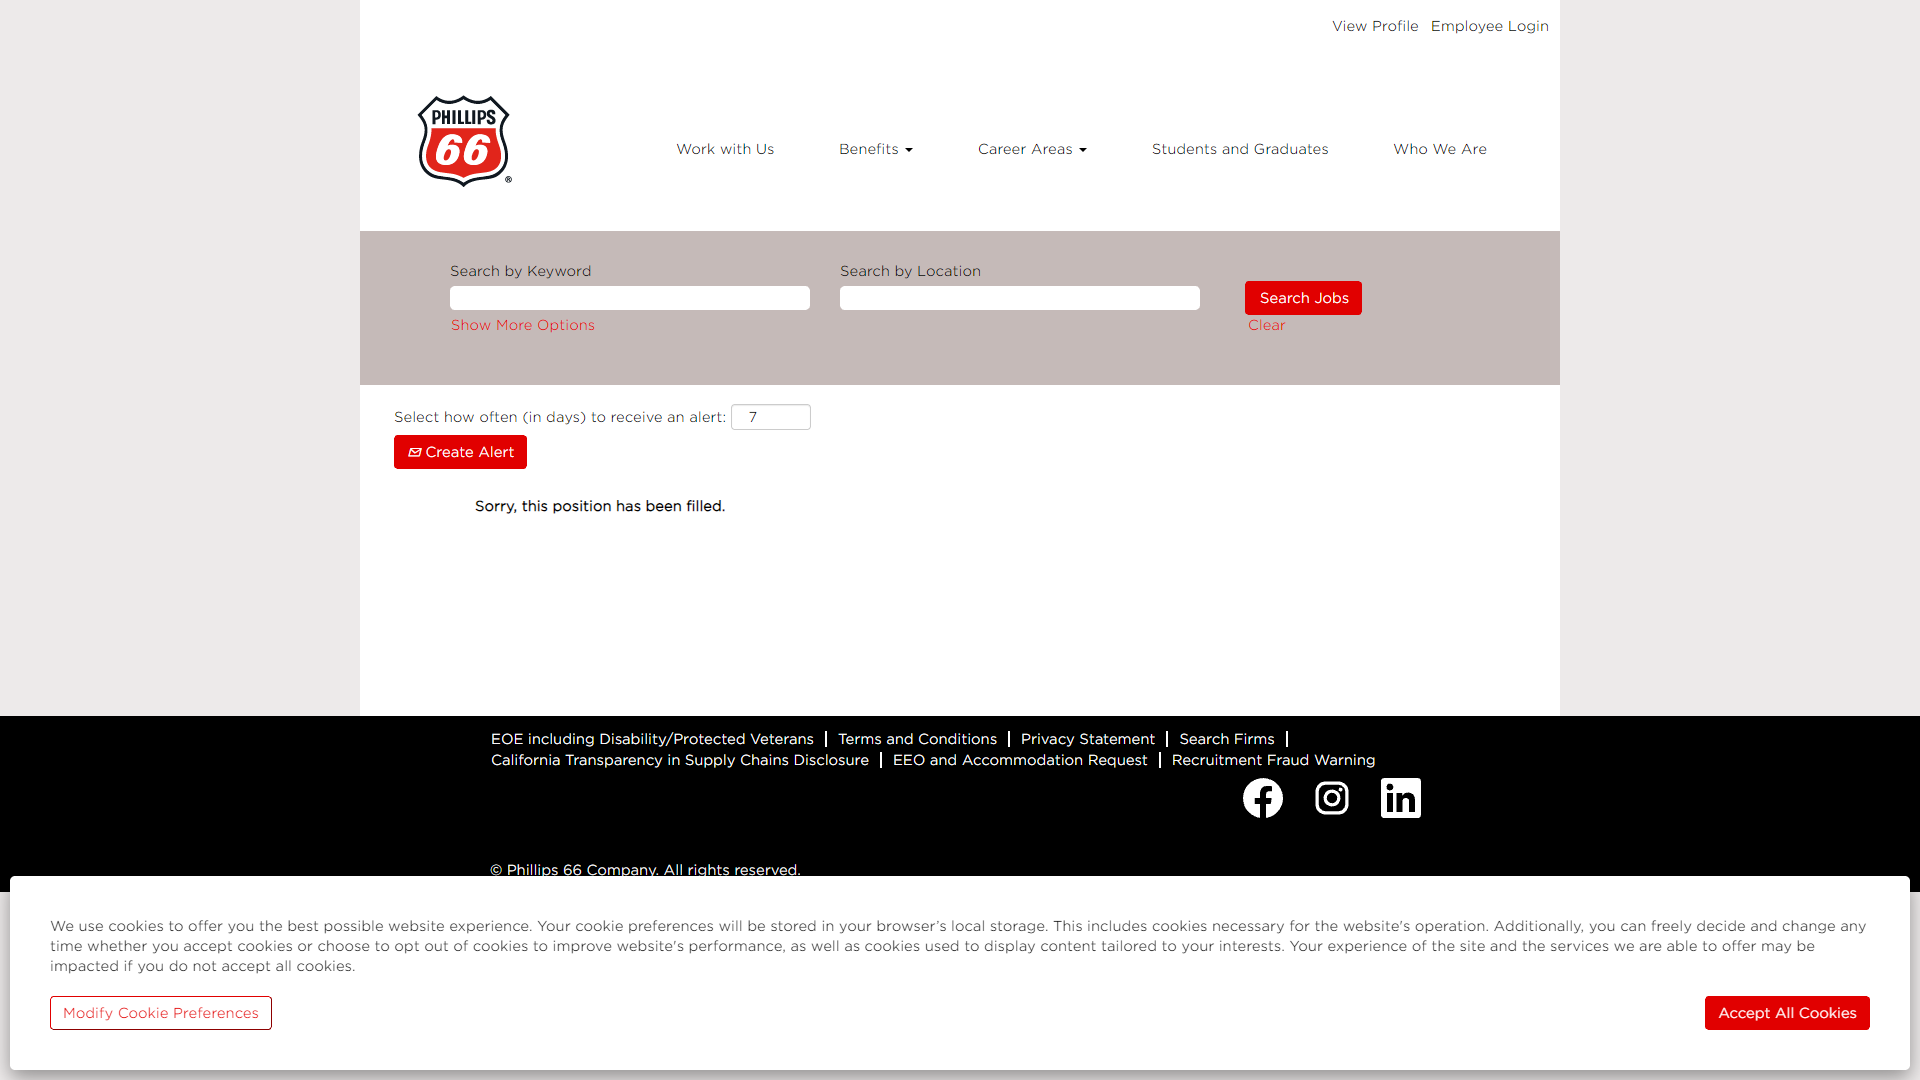 View Profile Employee Login
PHILLIPS
66
®
Work with Us Benefits Career Areas Students and Graduates Who We Are
Search by Keyword Search by Location
Search Jobs
Show More Options Clear
Select how often (in days) to receive an alert: 7
Create Alert
Sorry, this position has been filled.
EOE including Disability/Protected Veterans Terms and Conditions Privacy Statement Search Firms
California Transparency in Supply Chains Disclosure EEO and Accommodation Request Recruitment Fraud Warning
© Phillips 66 Company. All rights reserved.
We use cookies to offer you the best possible website experience. Your cookie preferences will be stored in your browser's local storage. This includes cookies necessary for the website's operation. Additionally, you can freely decide and change any
time whether you accept cookies or choose to opt out of cookies to improve website's performance, as well as cookies used to display content tailored to your interests. Your experience of the site and the services we are able to offer may be
impacted if you do not accept all cookies.
Modify Cookie Preferences Accept All Cookies